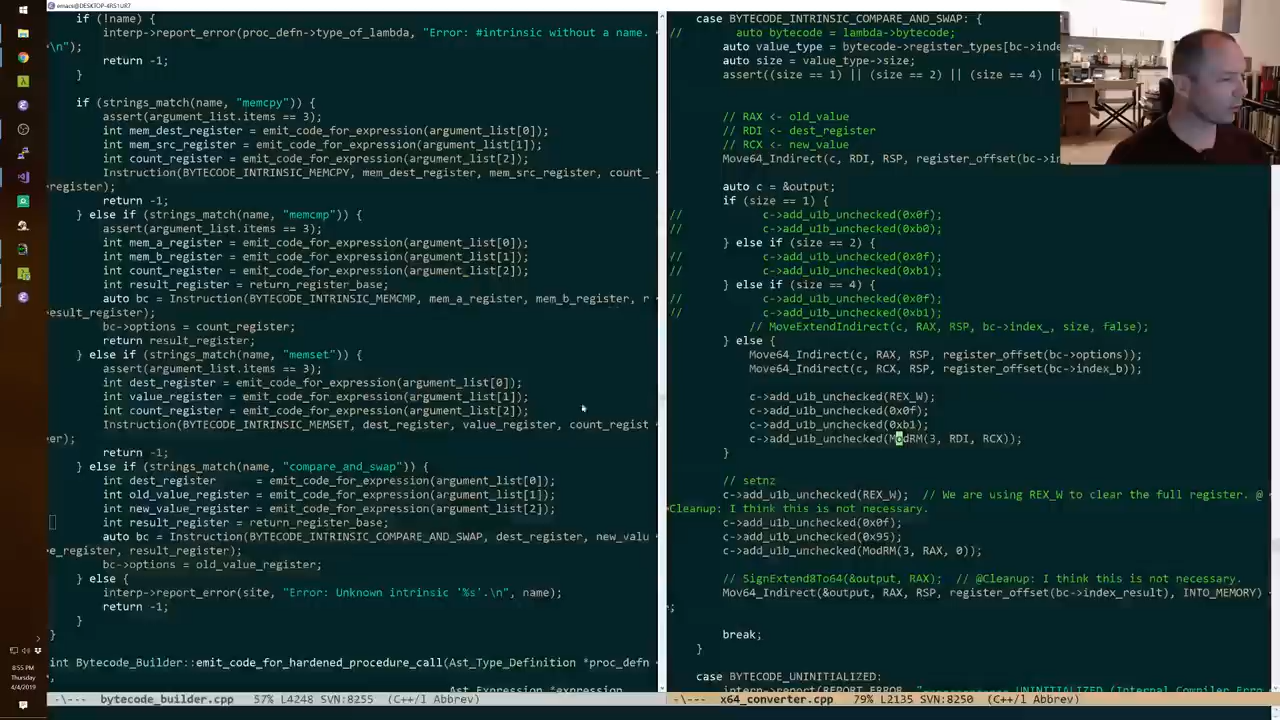 emacs@DESKTOP-4RS1UR7
if (!name) {
interp->report_error(proc_defn->type_of_lambda, "Error: #intrinsic without a name.
\n");
return -1;
}
if (strings_match(name, "memcpy")) {
assert(argument_list.items == 3);
int mem_dest_register = emit_code_for_expression(argument_list[0]);
int mem_src_register = emit_code_for_expression(argument_list[1]);
int count_register = emit_code_for_expression(argument_list[2]);
Instruction(BYTECODE_INTRINSIC_MEMCPY, mem_dest_register, mem_src_register, count_
register);
return -1;
} else if (strings_match(name, "memcmp")) {
assert(argument_list.items == 3);
int mem_a_register = emit_code_for_expression(argument_list[0]);
int mem_b_register = emit_code_for_expression(argument_list[1]);
int count_register = emit_code_for_expression(argument_list[2]);
int result_register = return_register_base;
auto bc = Instruction(BYTECODE_INTRINSIC_MEMCMP, mem_a_register, mem_b_register, r
esult_register);
bc->options = count_register;
return result_register;
} else if (strings_match(name, "memset")) {
assert(argument_list.items == 3);
int dest_register = emit_code_for_expression(argument_list[0]);
int value_register = emit_code_for_expression(argument_list[1]);
int count_register = emit_code_for_expression(argument_list[2]);
Instruction(BYTECODE_INTRINSIC_MEMSET, dest_register, value_register, count_regist
er);
return -1;
} else if (strings_match(name, "compare_and_swap")) {
int dest_register = emit_code_for_expression(argument_list[0]);
int old_value_register = emit_code_for_expression(argument_list[1]);
int new_value_register = emit_code_for_expression(argument_list[2]);
int result_register = return_register_base;
auto bc = Instruction(BYTECODE_INTRINSIC_COMPARE_AND_SWAP, dest_register, new_valu
e_register, result_register);
bc->options = old_value_register;
} else {
interp->report_error(site, "Error: Unknown intrinsic '%s'.\n", name);
return -1;
}
}
int Bytecode_Builder::emit_code_for_hardened_procedure_call(Ast_Type_Definition *proc_defn
Ast_Expression *expression
-\--- bytecode_builder.cpp 57% L4248 SVN:8255 (C++/l Abbrev)
case BYTECODE_INTRINSIC_COMPARE_AND_SWAP: {
// auto bytecode = lambda->bytecode;
auto value_type = bytecode->register_types[bc->inde
auto size = value_type->size;
assert((size == 1) || (size == 2) || (size == 4) ||
// RAX <- old_value
// RDI <- dest_register
// RCX <- new_value
Move64_Indirect(c, RDI, RSP, register_offset(bc->in
auto c = &output;
if (size == 1) {
// c->add_u1b_unchecked(0x0f);
// c->add_u1b_unchecked(0xb0);
} else if (size == 2) {
// c->add_u1b_unchecked(0x0f);
// c->add_u1b_unchecked(0xb1);
} else if (size == 4) {
// c->add_u1b_unchecked(0x0f);
// c->add_u1b_unchecked(0xb1);
// MoveExtendIndirect(c, RAX, RSP, bc->index_, size, false);
} else {
Move64_Indirect(c, RAX, RSP, register_offset(bc->options));
Move64_Indirect(c, RCX, RSP, register_offset(bc->index_b));
c->add_u1b_unchecked(REX_W);
c->add_u1b_unchecked(0x0f);
c->add_u1b_unchecked(0xb1);
c->add_u1b_unchecked(ModRM(3, RDI, RCX));
}
// setnz
c->add_u1b_unchecked(REX_W); // We are using REX_W to clear the full register. @
Cleanup: I think this is not necessary.
c->add_u1b_unchecked(0x0f);
c->add_u1b_unchecked(0x95);
c->add_u1b_unchecked(ModRM(3, RAX, 0));
// SignExtend8To64(&output, RAX); // @Cleanup: I think this is not necessary.
Mov64_Indirect(&output, RAX, RSP, register_offset(bc->index_result), INTO_MEMORY)
;
break;
}
case BYTECODE_UNINITIALIZED:
-\--- x64_converter.cpp 79% L2135 SVN:8250 (C++/l Abbrev)
8:55 PM
Thursday
4/4/2019